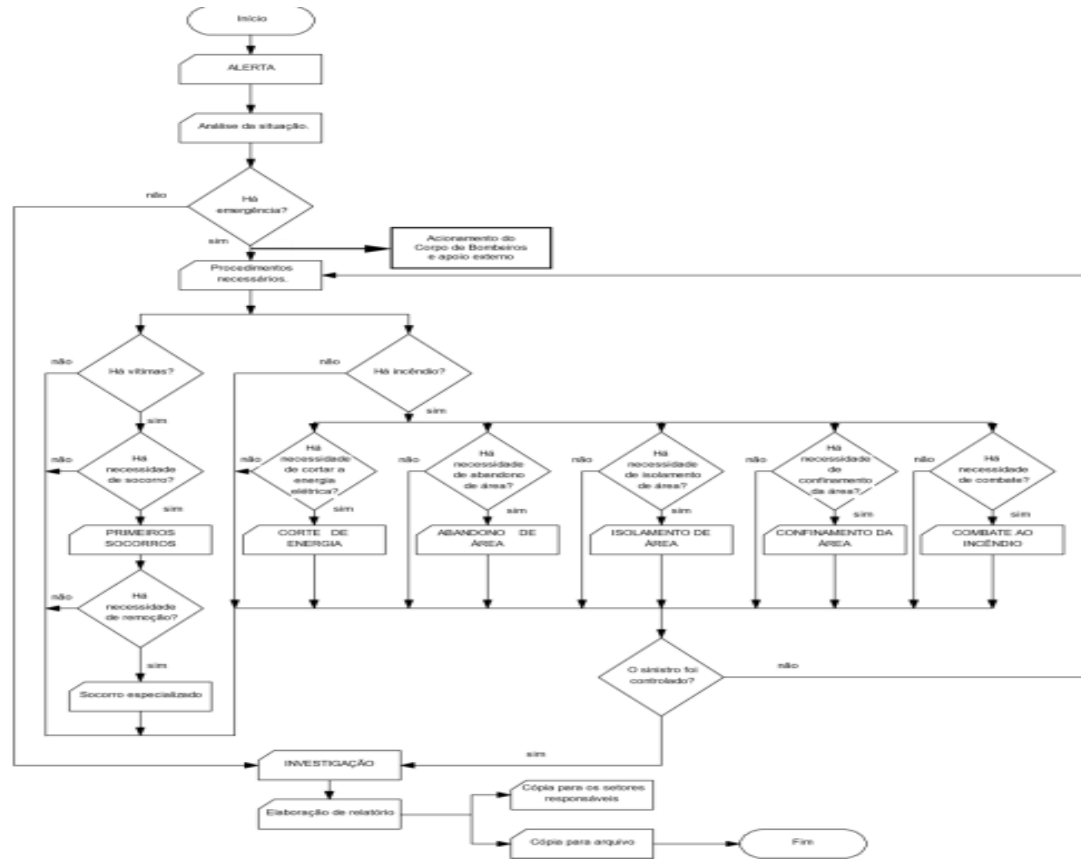 Início
ALERTA
Análise da situação.
não
Há
emergência?
sim
Acionamento do
Corpo de Bombeiros
e apoio externo
Procedimentos
necessários.
não
Há vítimas?
sim
não
Há incêndio?
sim
não
Há
necessidade
de socorro?
sim
não
Há
necessidade
de cortar a
energia
elétrica?
sim
não
Há
necessidade
de abandono
de área?
sim
não
Há
necessidade
de isolamento
de área?
sim
não
Há
necessidade
de
confinamento
da área?
sim
não
Há
necessidade
de combate?
sim
PRIMEIROS
SOCORROS
CORTE DE
ENERGIA
ABANDONO DE
ÁREA
ISOLAMENTO DE
ÁREA
CONFINAMENTO DA
ÁREA
COMBATE AO
INCÊNDIO
não
Há
necessidade
de remoção?
sim
Socorro especializado
O sinistro foi
controlado?
não
sim
INVESTIGAÇÃO
Elaboração de relatório
Cópia para os setores
responsáveis
Cópia para arquivo
Fim